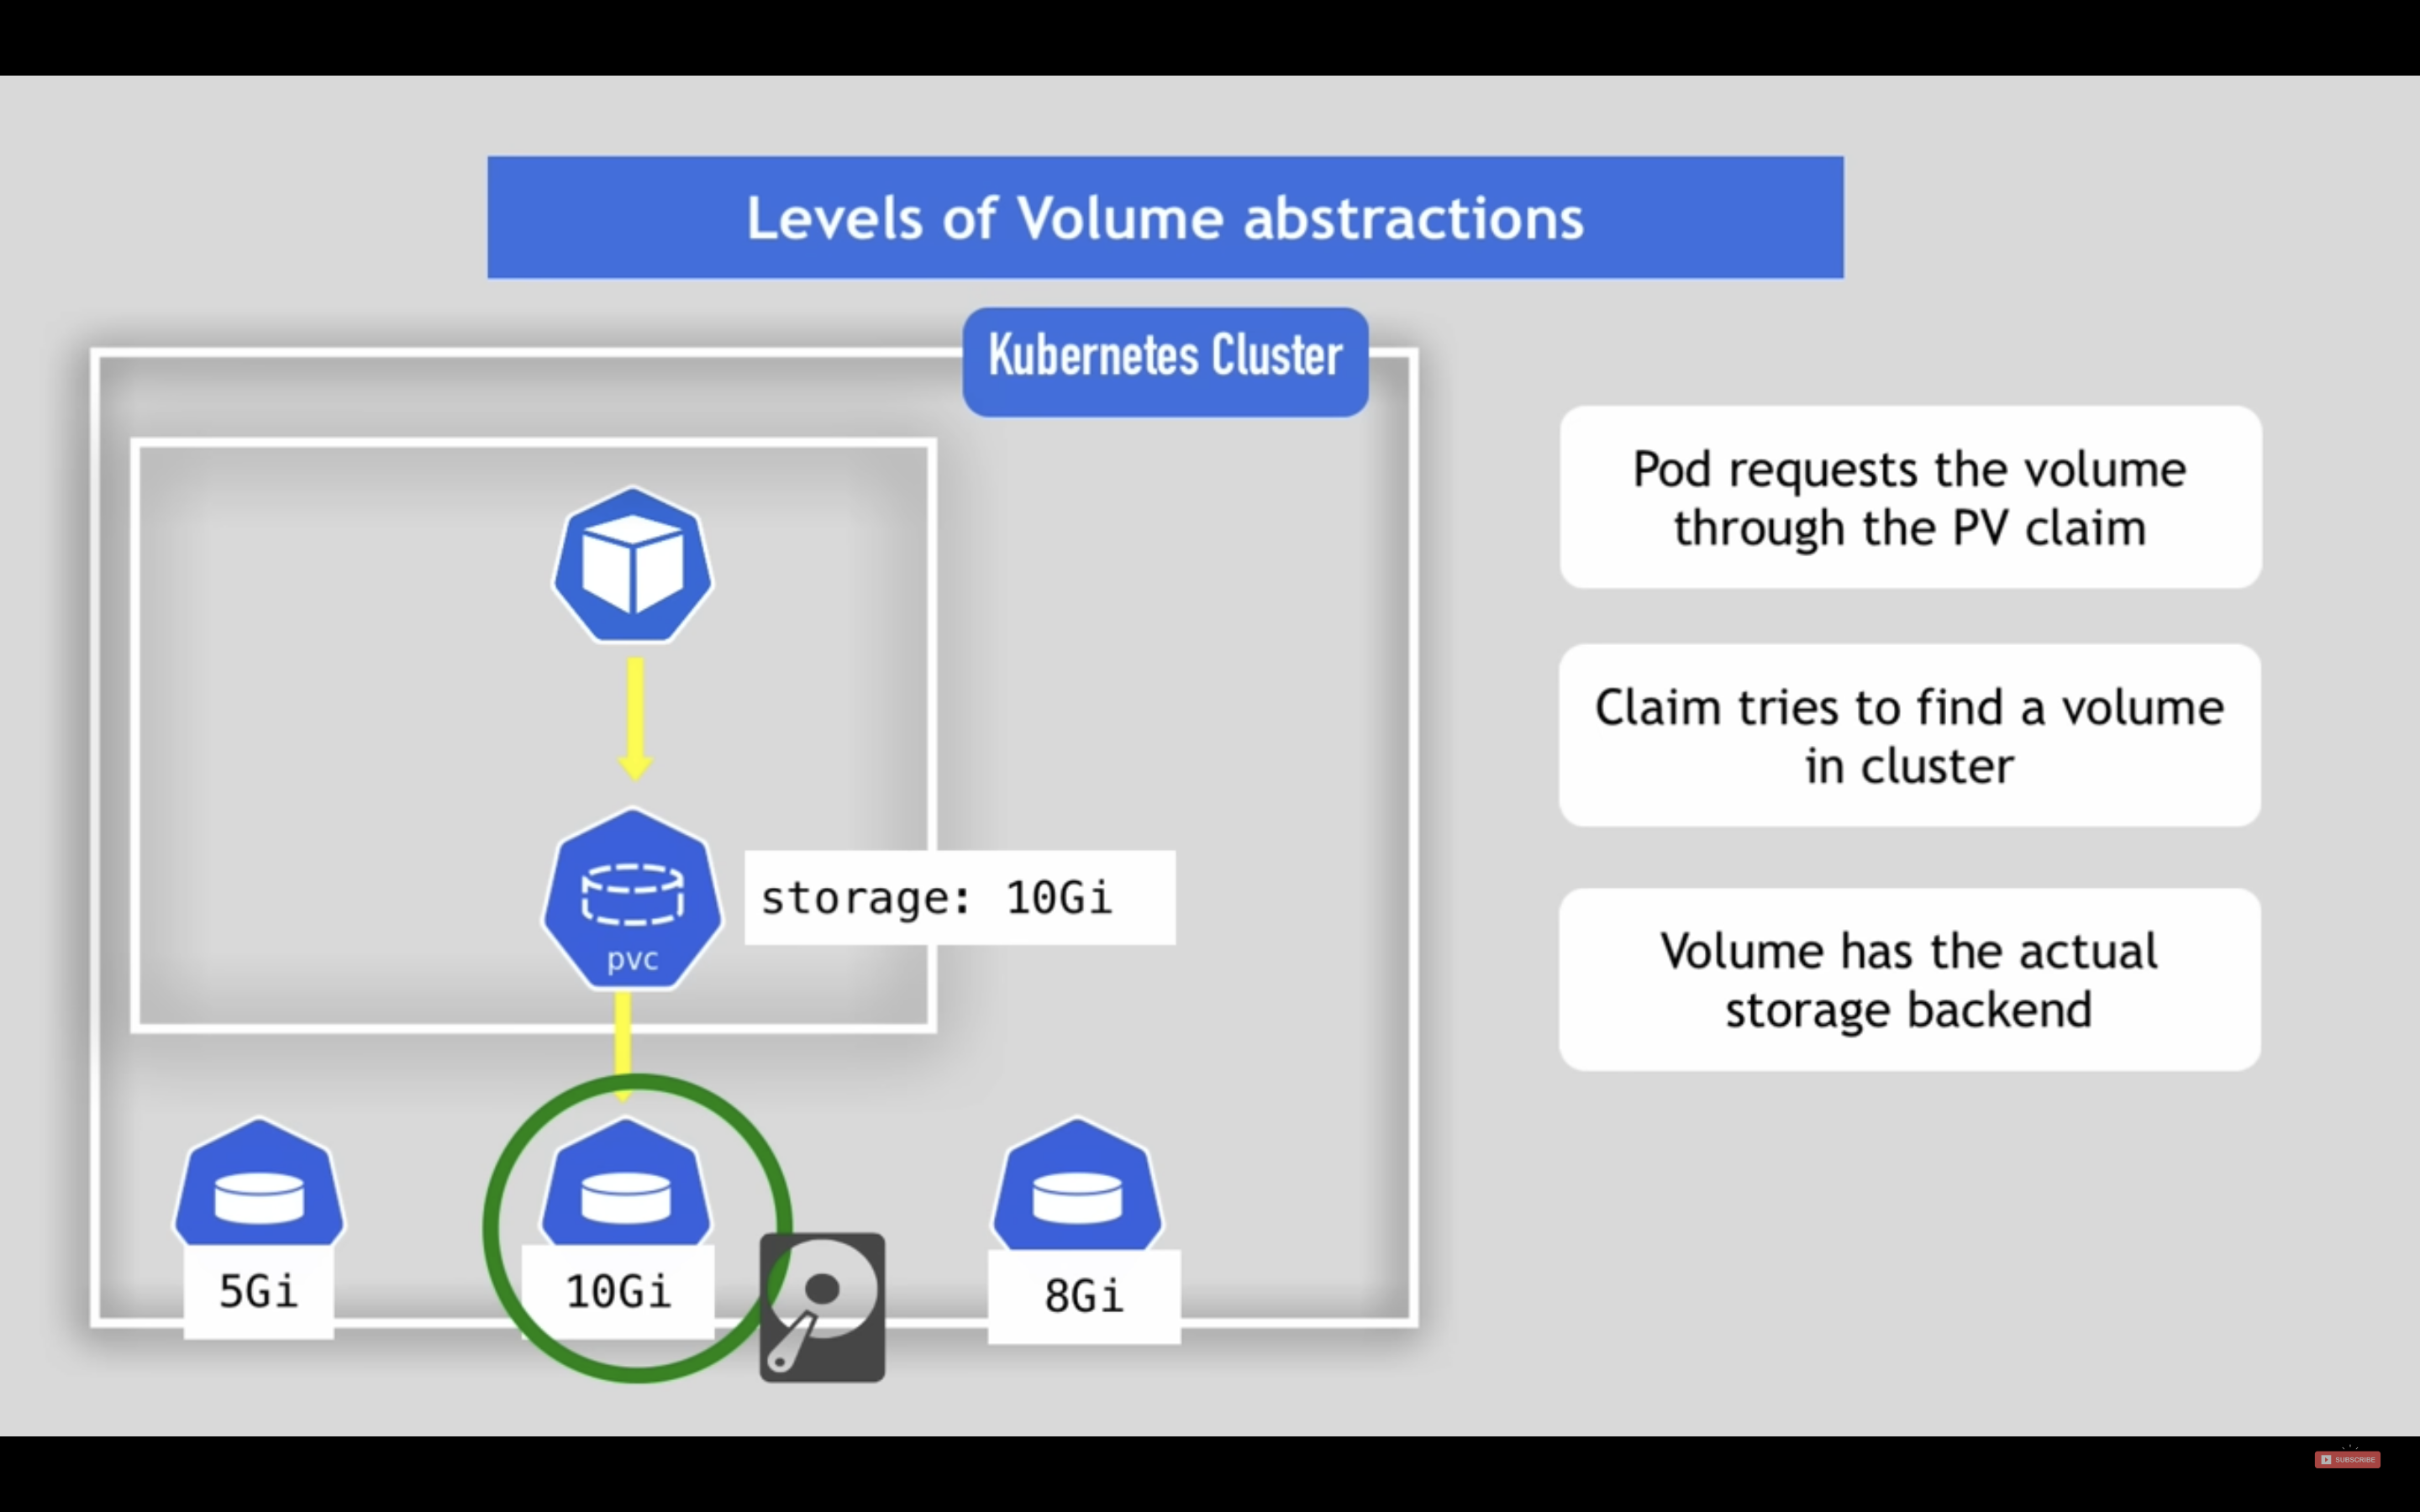 Levels of Volume abstractions
Kubernetes Cluster
Pod requests the volume
through the PV claim
Claim tries to find a volume
in cluster
storage: 10Gi
pvc
Volume has the actual
storage backend
5Gi
10Gi
8Gi
SUBSCRIBE